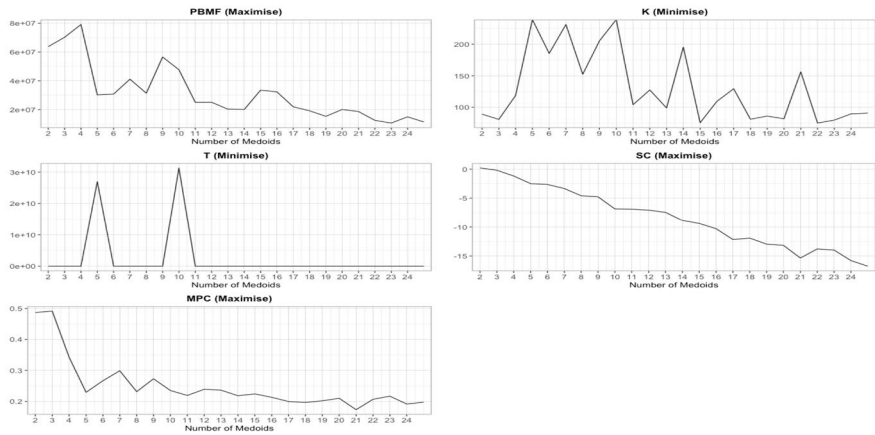 PBMF (Maximise)
8e+07
6e+07
4e+07
2e+07
2 3 4 5 6 7 8 9 10 11 12 13 14 15 16 17 18 19 20 21 22 23 24
Number of Medoids
K (Minimise)
200
150
100
2 3 4 5 6 7 8 9 10 11 12 13 14 15 16 17 18 19 20 21 22 23 24
Number of Medoids
T (Minimise)
3e+10
2e+10
1e+10
0e+00
2 3 4 5 6 7 8 9 10 11 12 13 14 15 16 17 18 19 20 21 22 23 24
Number of Medoids
SC (Maximise)
0
-5
-10
-15
2 3 4 5 6 7 8 9 10 11 12 13 14 15 16 17 18 19 20 21 22 23 24
Number of Medoids
MPC (Maximise)
0.5
0.4
0.3
0.2
2 3 4 5 6 7 8 9 10 11 12 13 14 15 16 17 18 19 20 21 22 23 24
Number of Medoids